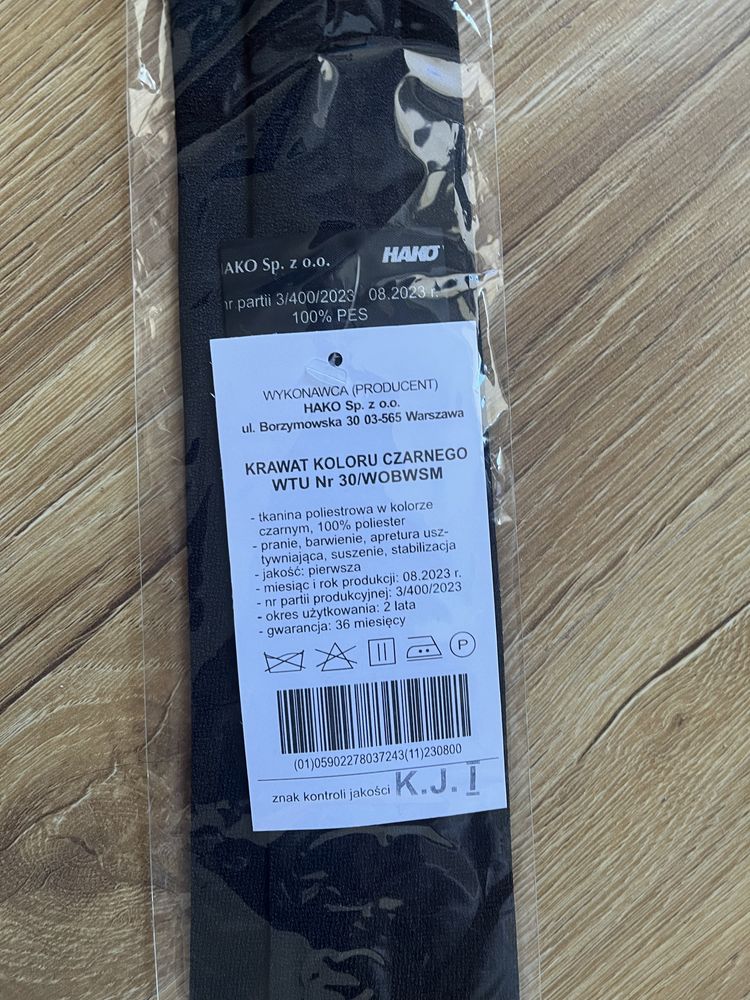 HAKO Sp. z o.o. HAKO
nr partii 3/400/2023 08.2023 r.
100% PES
WYKONAWCA (PRODUCENT)
HAKO Sp. z o.o.
ul. Borzymowska 30 03-565 Warszawa
KRAWAT KOLORU CZARNEGO
WTU Nr 30/WOBWSM
- tkanina poliestrowa w kolorze
czarnym, 100% poliester
- pranie, barwienie, apretura usz-
tywniająca, suszenie, stabilizacja
- jakość: pierwsza
- miesiąc i rok produkcji: 08.2023 r.
- nr partii produkcyjnej: 3/400/2023
- okres użytkowania: 2 lata
- gwarancja: 36 miesięcy
P
(01)05902278037243(11)230800
znak kontroli jakości K.J. I